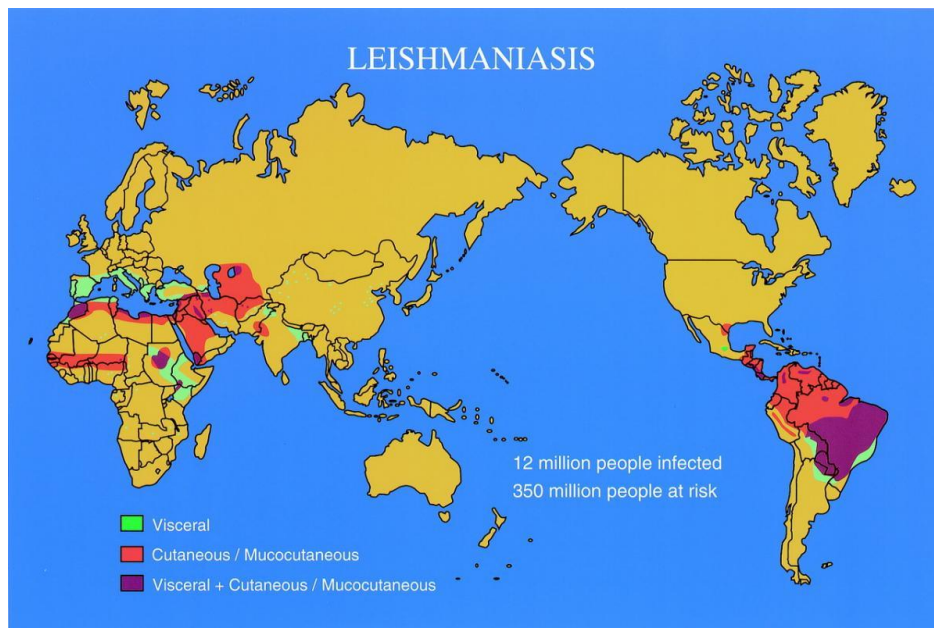 LEISHMANIASIS
12 million people infected
350 million people at risk
Visceral
Cutaneous / Mucocutaneous
Visceral + Cutaneous / Mucocutaneous